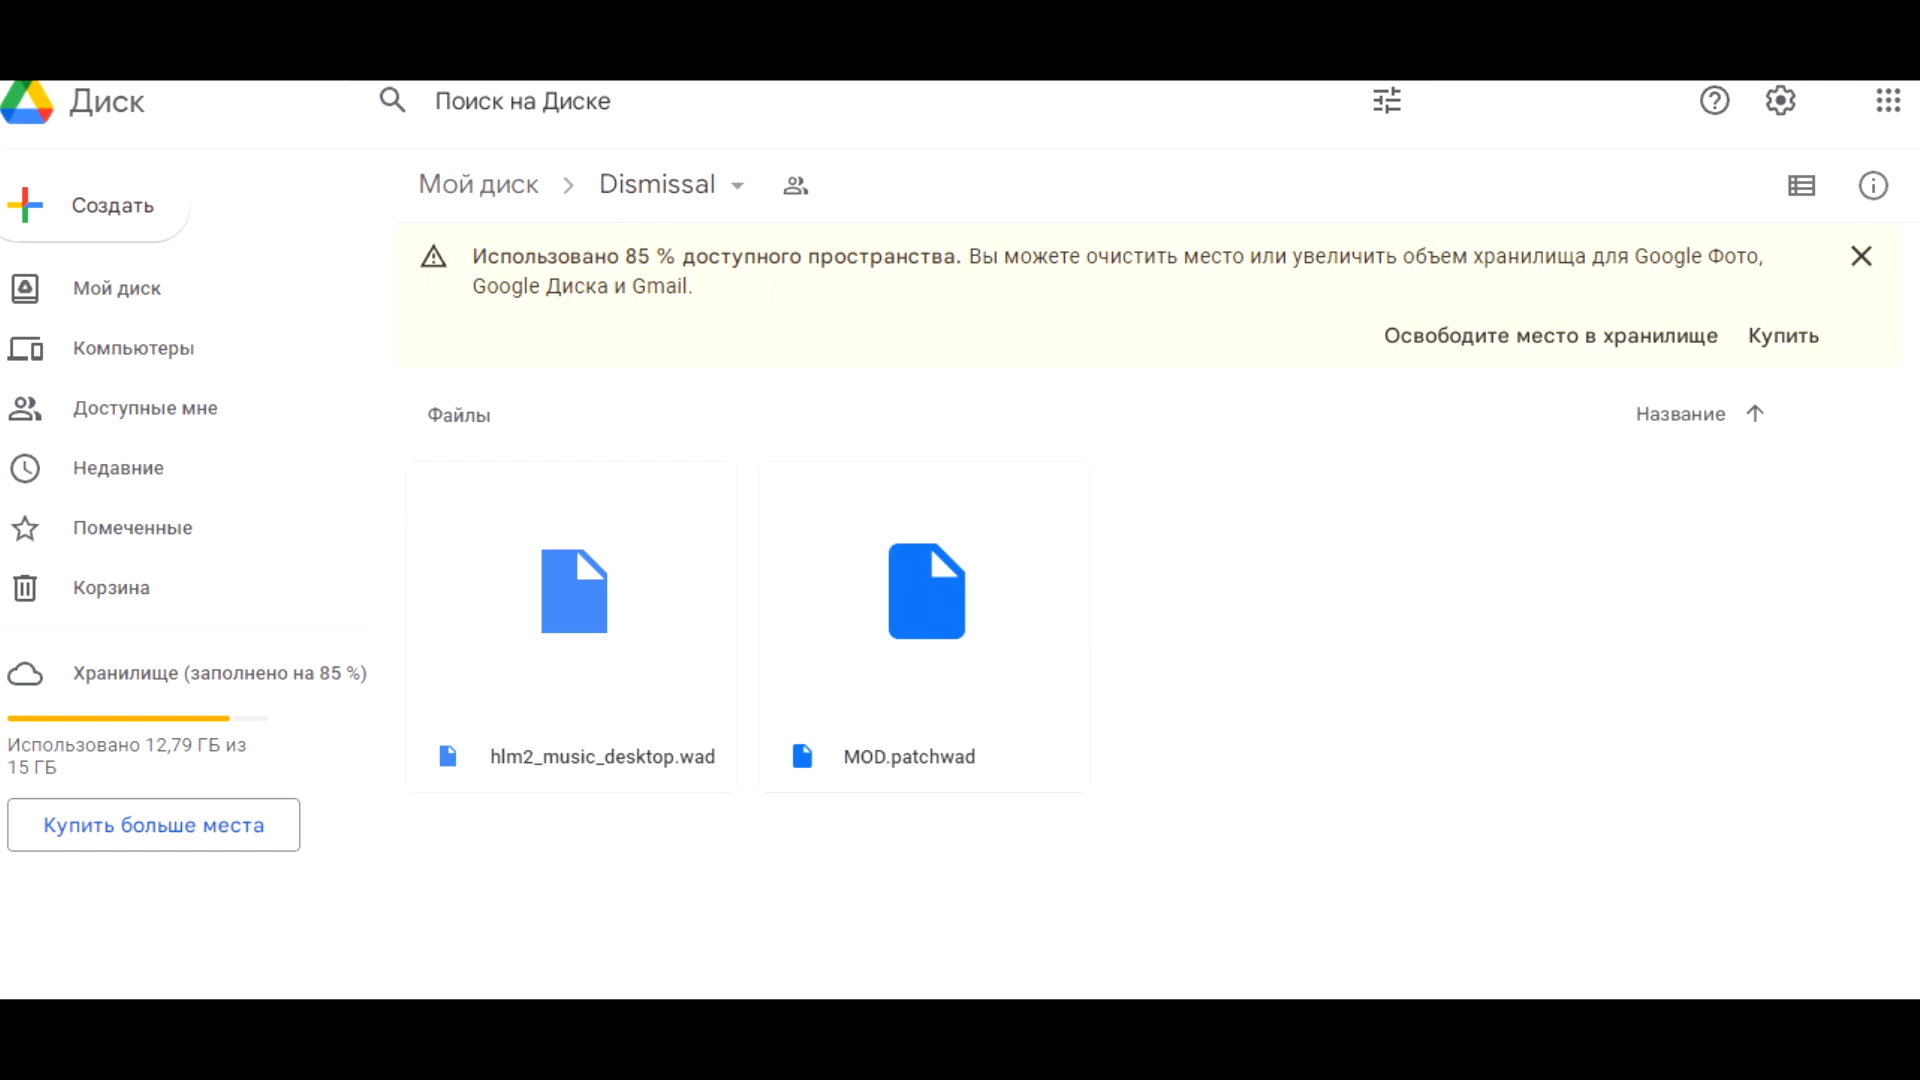 Диск
Поиск на Диске
Создать
Мой диск
Dismissal
Использовано 85 % доступного пространства. Вы можете очистить место или увеличить объем хранилища для Google Фото,
Google Диска и Gmail.
Освободите место в хранилище
Купить
Мой диск
Компьютеры
Доступные мне
Недавние
Помеченные
Корзина
Хранилище (заполнено на 85 %)
Использовано 12,79 ГБ из
15 ГБ
Купить больше места
Файлы
Название
hlm2_music_desktop.wad
MOD.patchwad